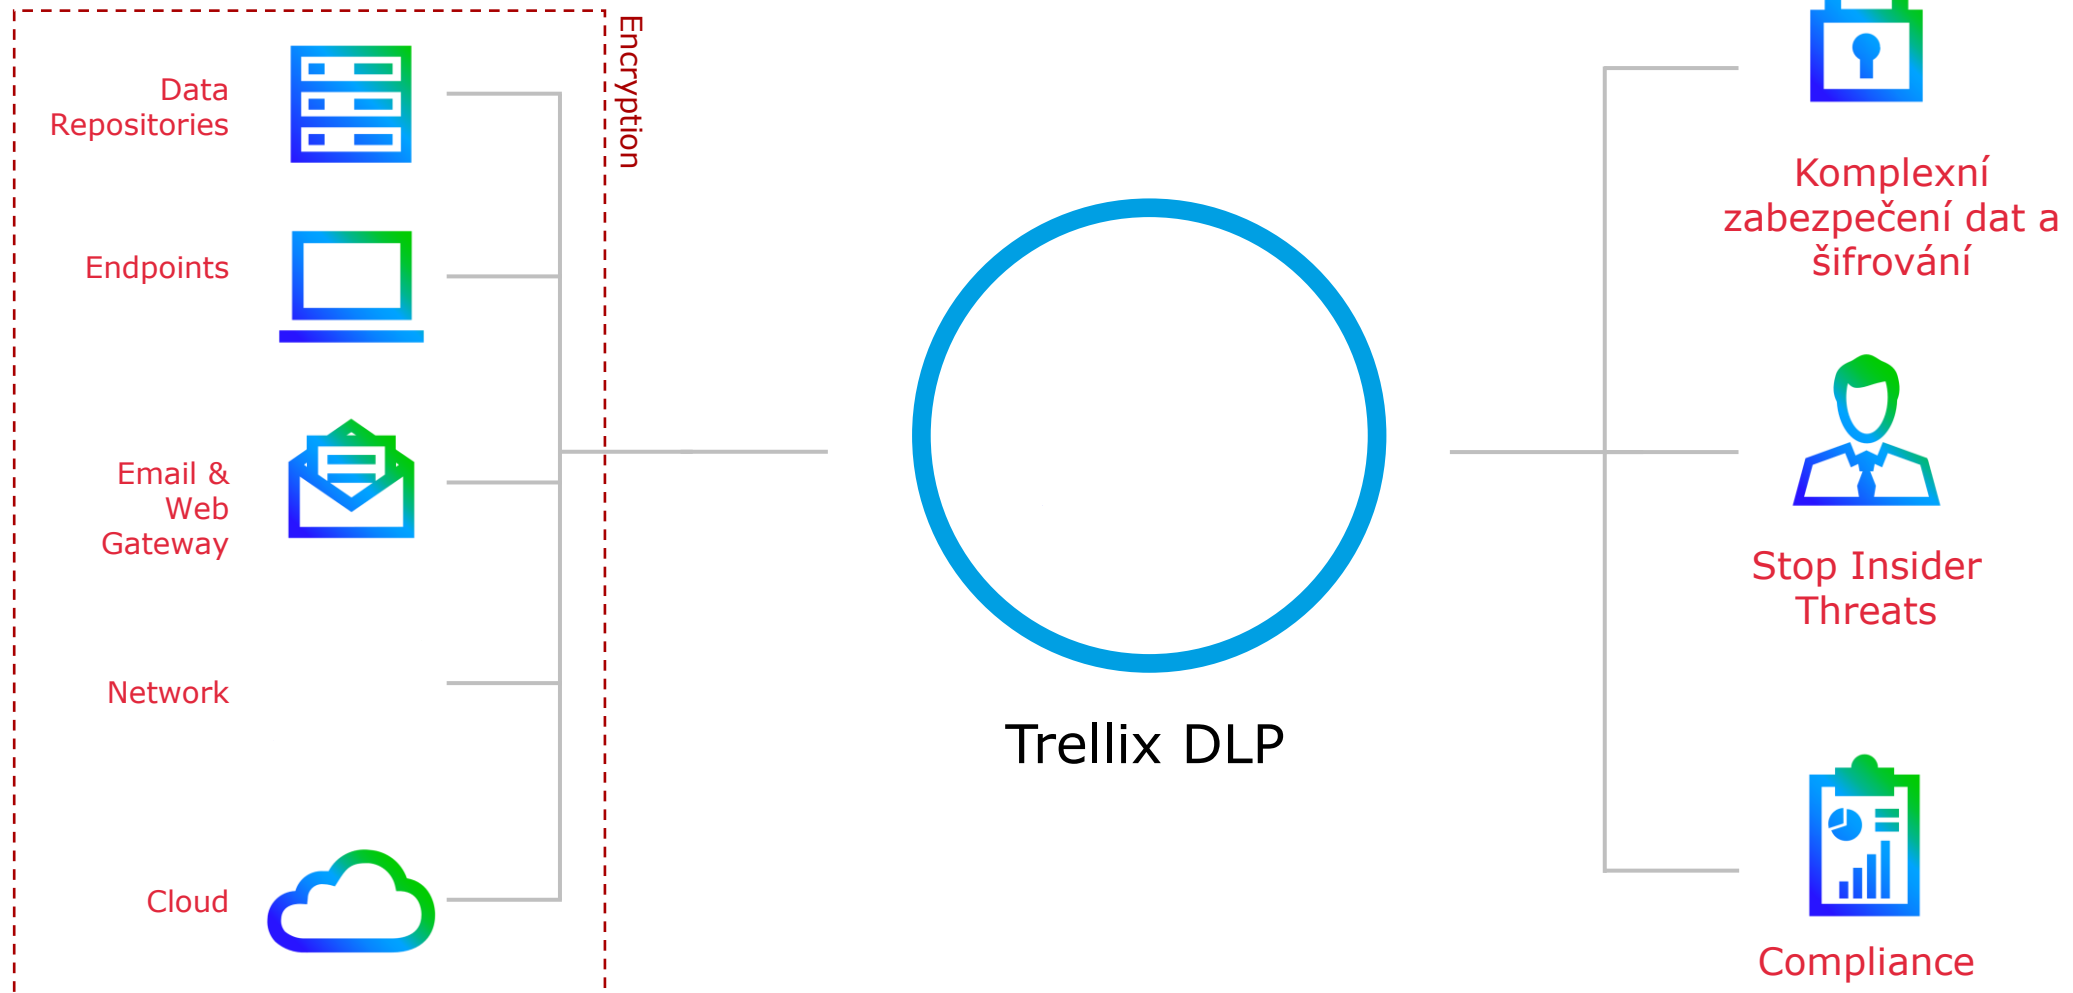 Encryption
Data
Repositories
Endpoints
Email &
Web
Gateway
Network
Cloud
Trellix DLP
Komplexní
zabezpečení dat a
šifrování
Stop Insider
Threats
Compliance